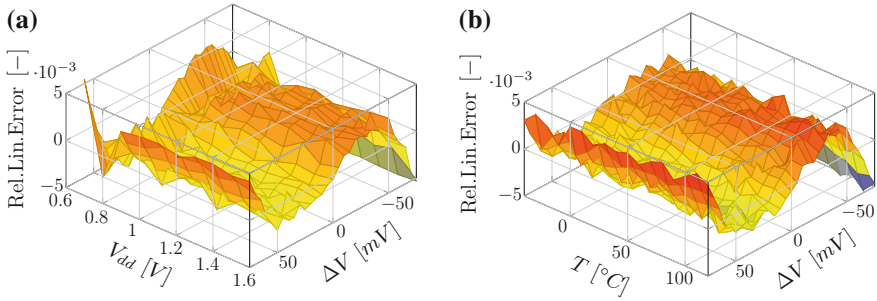 (a)
Rel.Lin.Error [−]
·10⁻³
5
0
−5
0.6
0.8
1
1.2
1.4
1.6
V_dd [V]
50
0
−50
ΔV [mV]
(b)
Rel.Lin.Error [−]
·10⁻³
5
0
−5
0
50
100
T [°C]
50
0
−50
ΔV [mV]